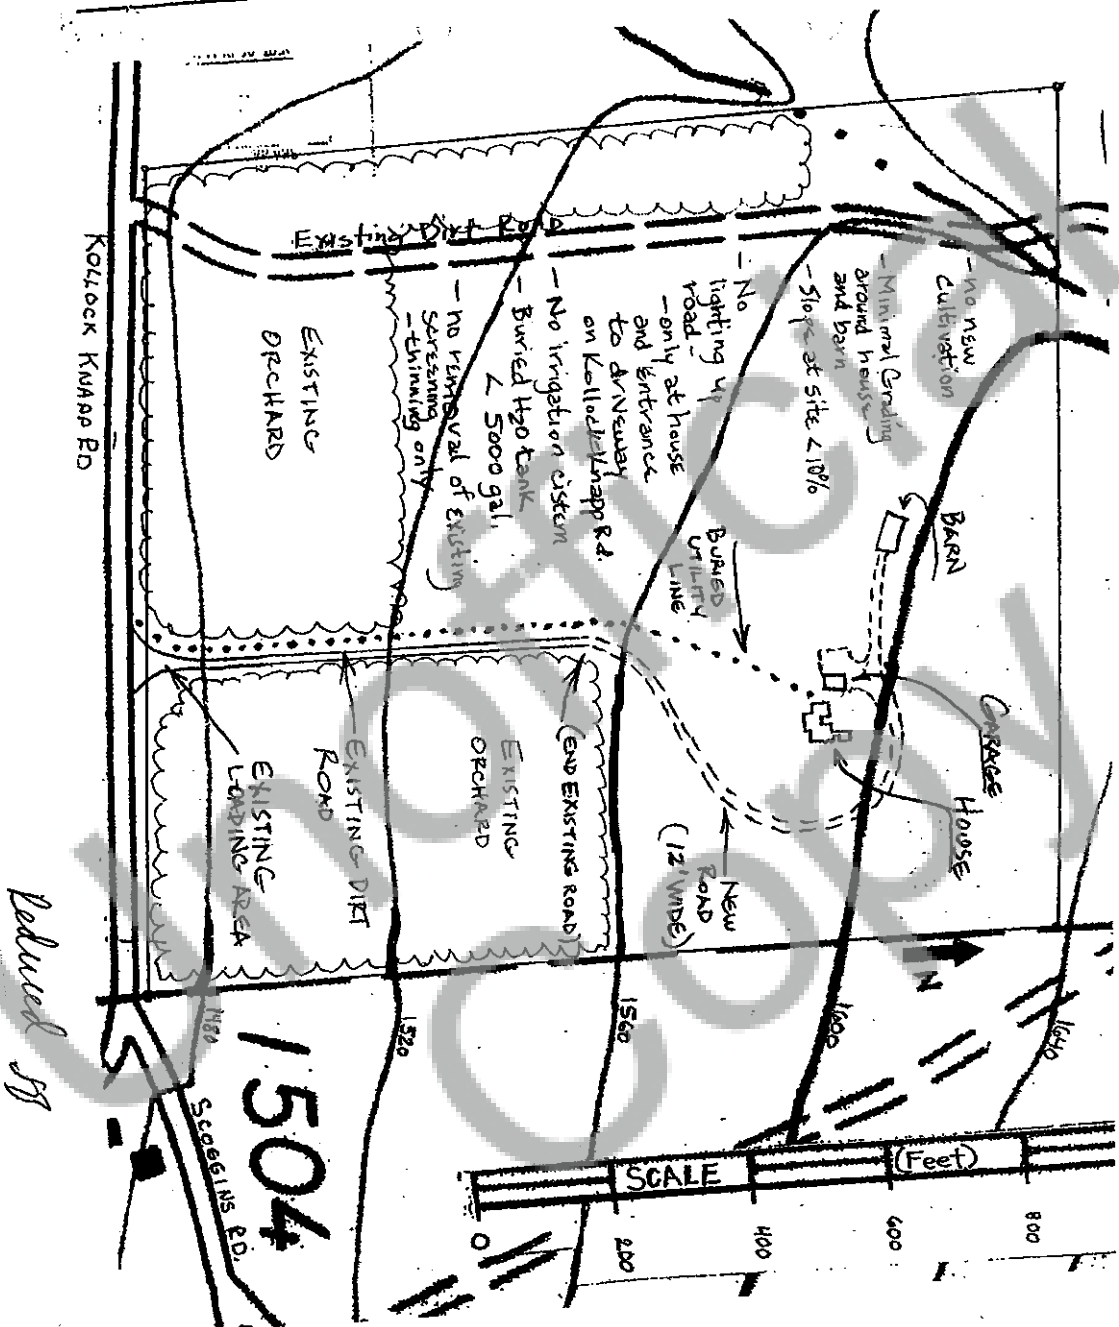 Existing Dirt Road
- no new
cultivation
- Minimal Grading
around house
and barn
- Slope at site < 10%
- No
lighting up
road -
- only at house
and entrance
to driveway
on Kollock Knapp Rd.
- No irrigation cistern
- Buried H2O tank
< 5000 gal.
- no removal of existing
screening
- thinning only
EXISTING
ORCHARD
KOLLOCK KNAPP RD
BARN
BURIED
UTILITY
LINE
GARAGE
HOUSE
NEW
ROAD
(12' WIDE)
(END EXISTING ROAD)
EXISTING
ORCHARD
EXISTING DIRT
ROAD
EXISTING
LOADING AREA
N
1640
1600
1560
1520
1480
1504
SCOGGINS RD.
SCALE
(Feet)
0
200
400
600
800
Reduced
Unofficial
Copy